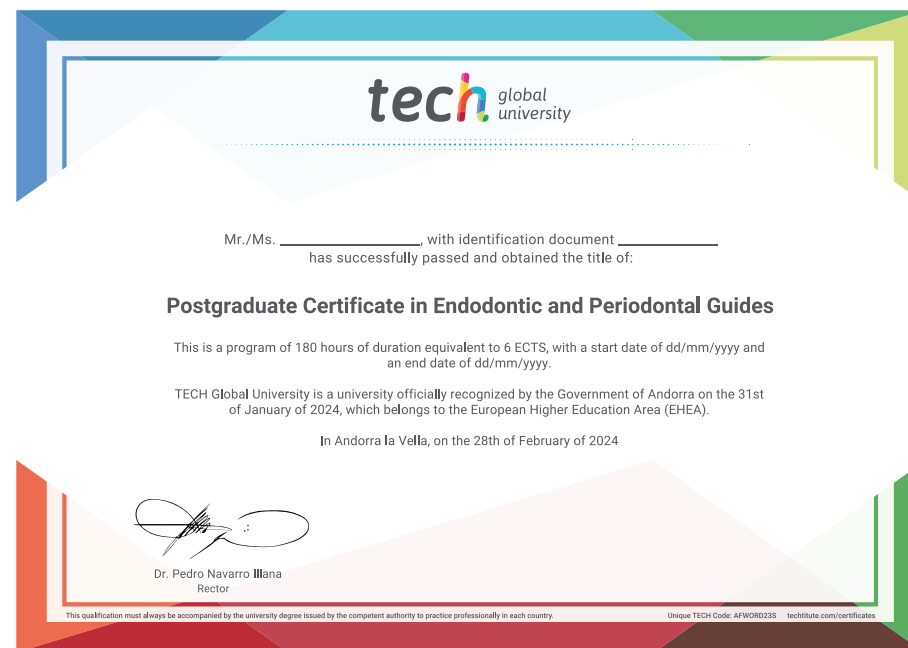 tech global university
Mr./Ms. ____________, with identification document ____________
has successfully passed and obtained the title of:
Postgraduate Certificate in Endodontic and Periodontal Guides
This is a program of 180 hours of duration equivalent to 6 ECTS, with a start date of dd/mm/yyyy and
an end date of dd/mm/yyyy.
TECH Global University is a university officially recognized by the Government of Andorra on the 31st
of January of 2024, which belongs to the European Higher Education Area (EHEA).
In Andorra la Vella, on the 28th of February of 2024
Dr. Pedro Navarro Illana
Rector
This qualification must always be accompanied by the university degree issued by the competent authority to practice professionally in each country.
Unique TECH Code: AFWORD23S techtitute.com/certificates